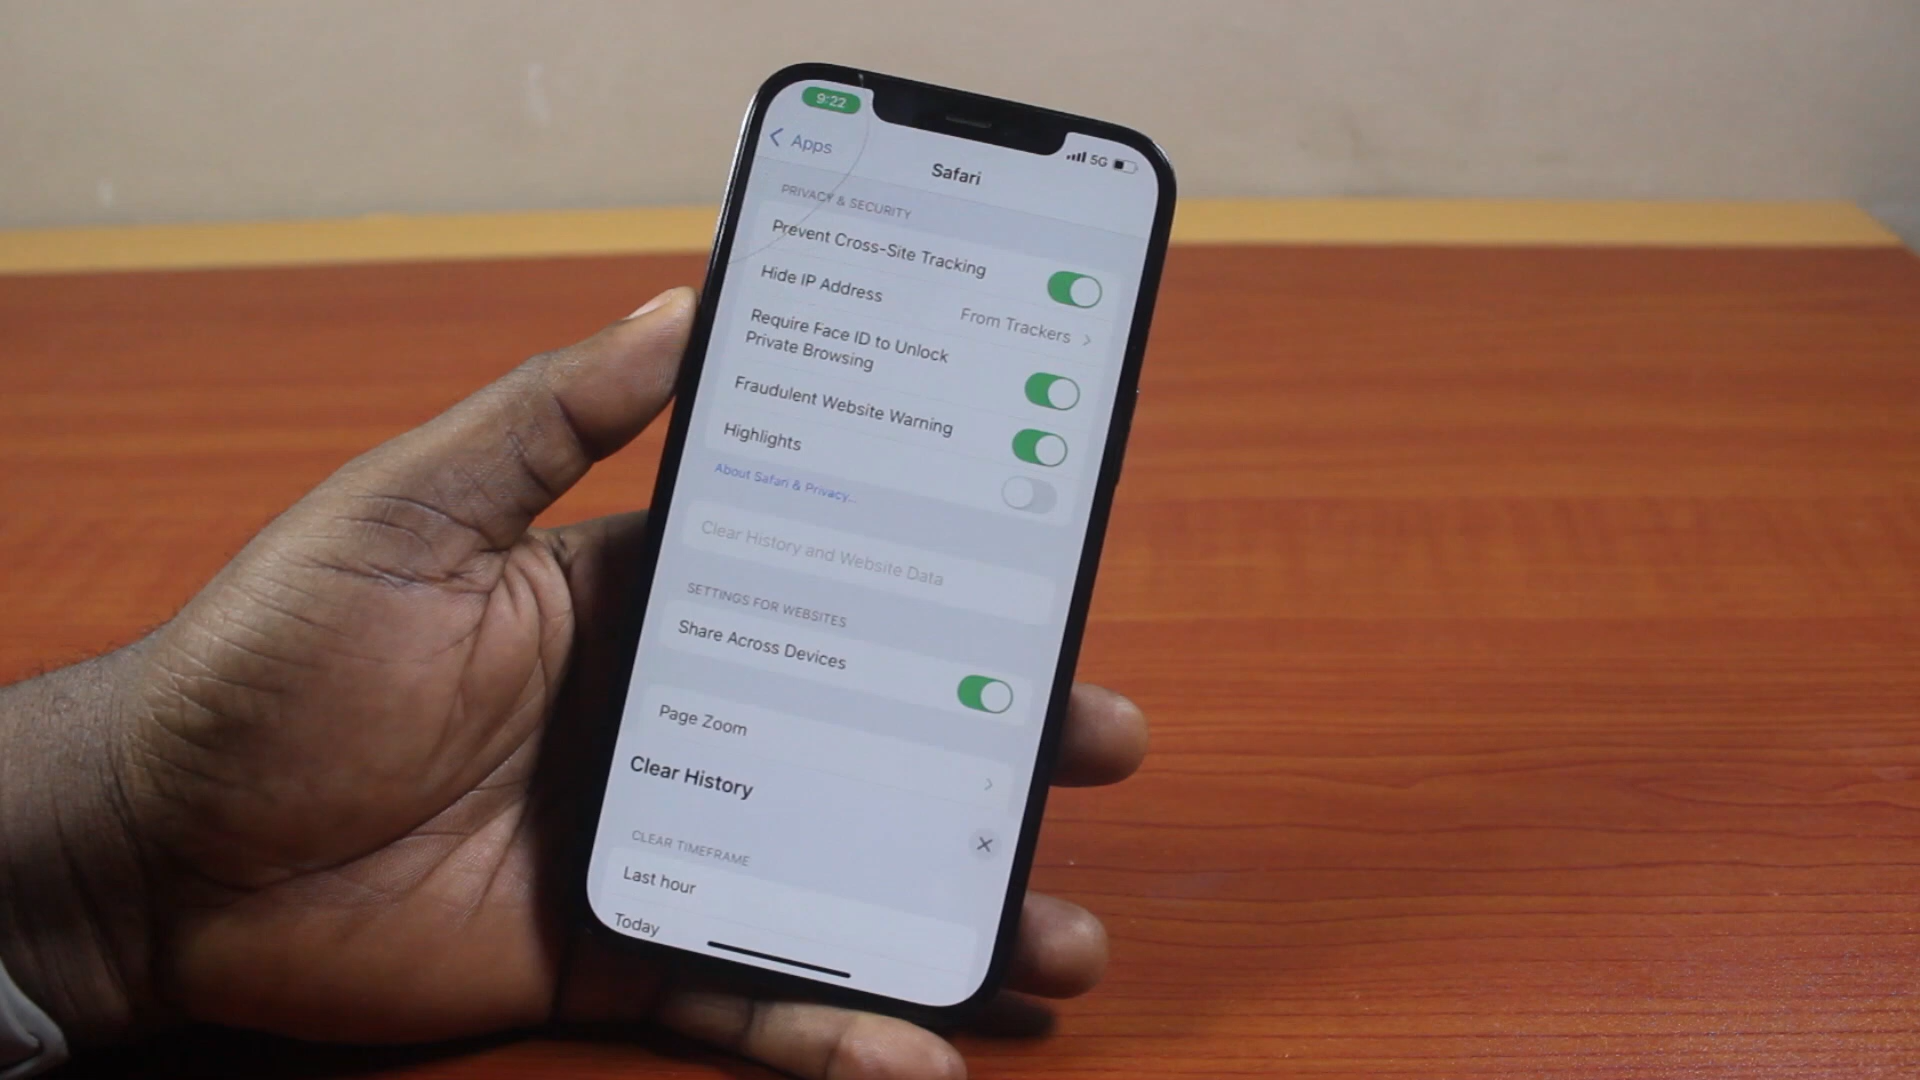 9:22
5G
Apps
Safari
PRIVACY & SECURITY
Prevent Cross-Site Tracking
Hide IP Address
From Trackers
Require Face ID to Unlock
Private Browsing
Fraudulent Website Warning
Highlights
About Safari & Privacy...
Clear History and Website Data
SETTINGS FOR WEBSITES
Share Across Devices
Page Zoom
Clear History
CLEAR TIMEFRAME
Last hour
Today